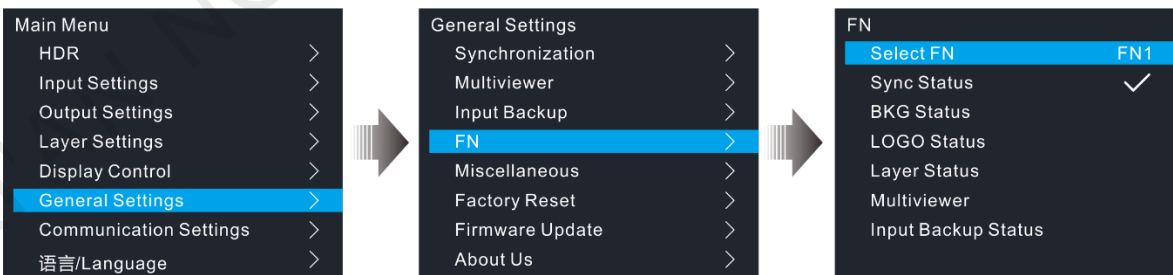 Main Menu
HDR
Input Settings
Output Settings
Layer Settings
Display Control
General Settings
Communication Settings
语言/Language
General Settings
Synchronization
Multiviewer
Input Backup
FN
Miscellaneous
Factory Reset
Firmware Update
About Us
FN
Select FN FN1
Sync Status
BKG Status
LOGO Status
Layer Status
Multiviewer
Input Backup Status